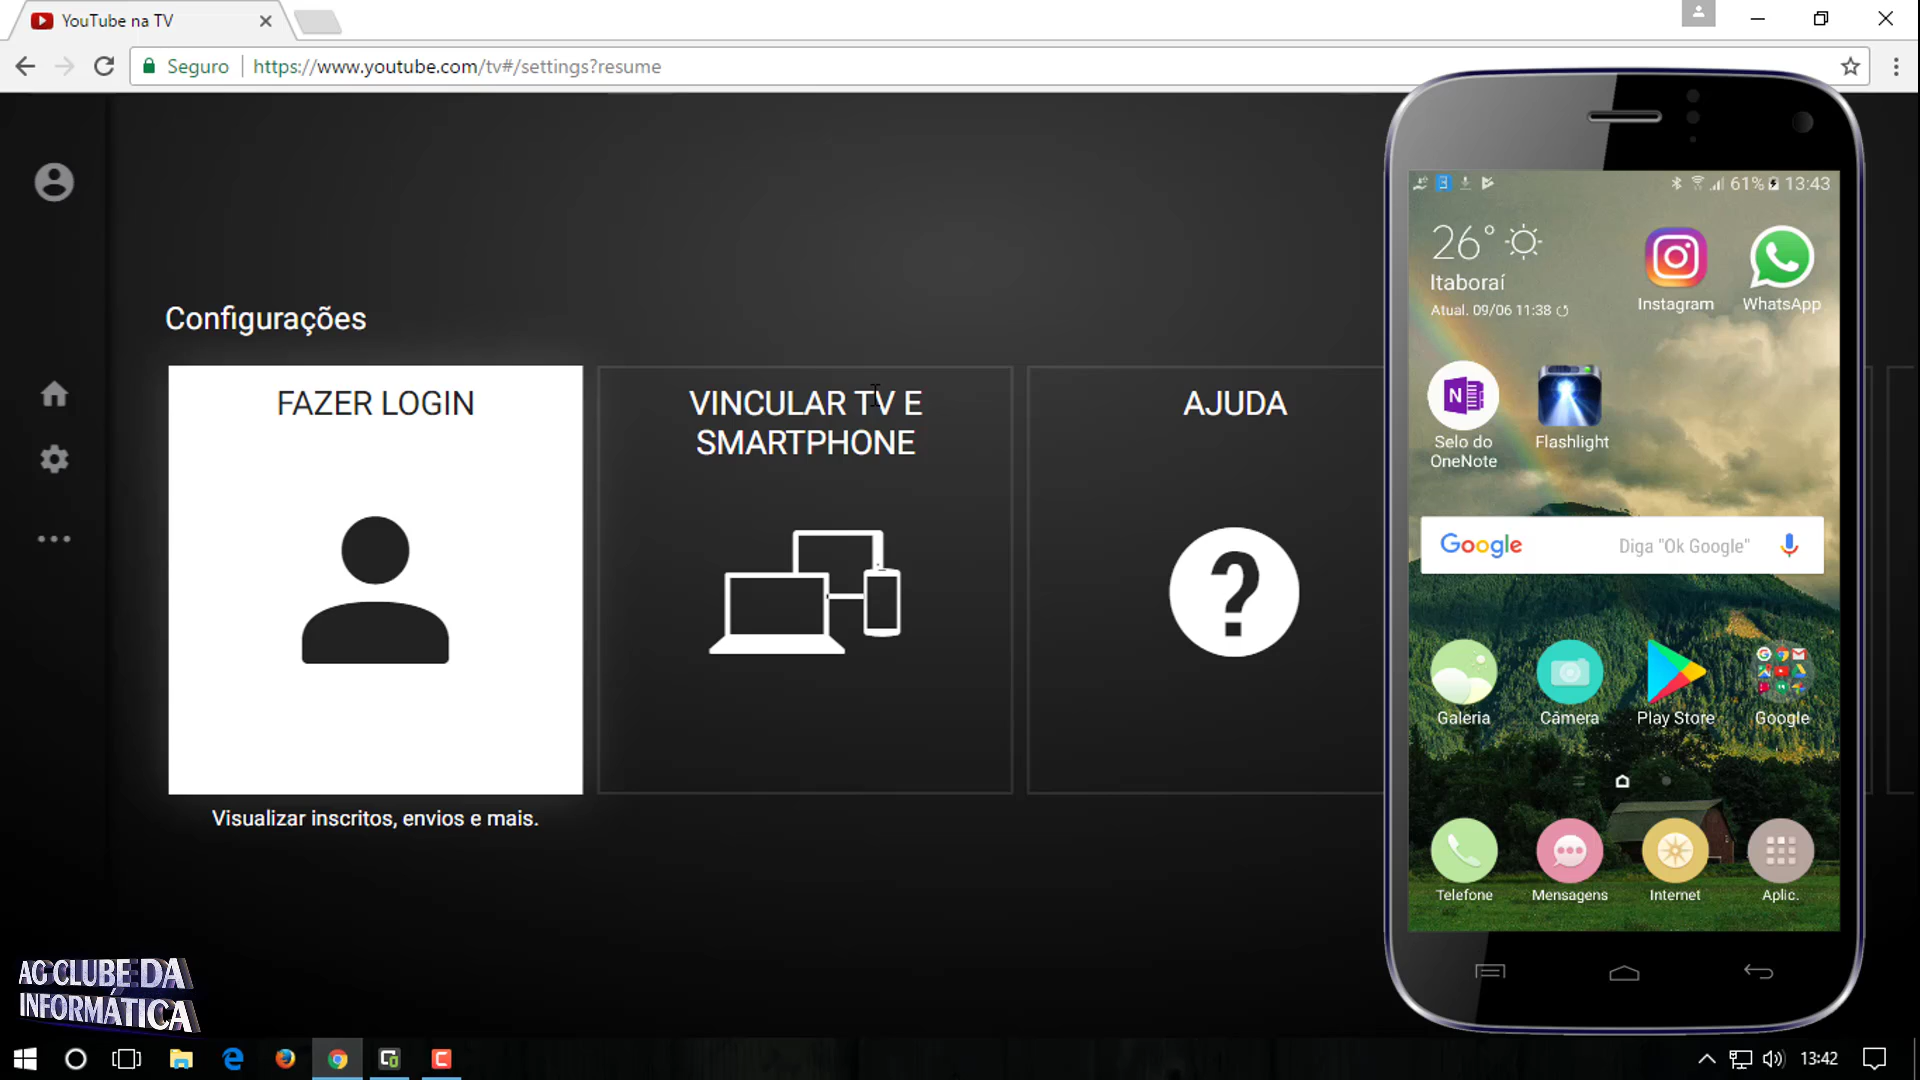 YouTube na TV
Seguro
https://www.youtube.com/tv#/settings?resume
Configurações
FAZER LOGIN
Visualizar inscritos, envios e mais.
VINCULAR TV E
SMARTPHONE
AJUDA
61% 13:43
26°
Itaboraí
Atual. 09/06 11:38
Instagram
WhatsApp
Selo do
OneNote
Flashlight
Google
Diga "Ok Google"
Galeria
Câmera
Play Store
Google
Telefone
Mensagens
Internet
Aplic.
AG CLUBE DA
INFORMÁTICA
13:42